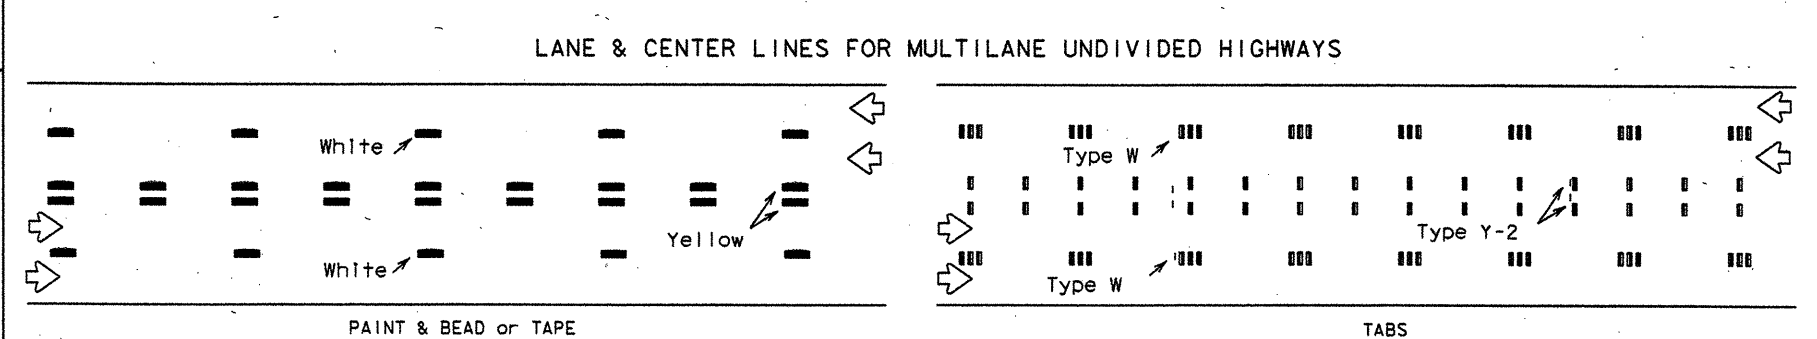 LANE & CENTER LINES FOR MULTILANE UNDIVIDED HIGHWAYS
White
Yellow
White
PAINT & BEAD or TAPE
Type W
Type Y-2
Type W
TABS